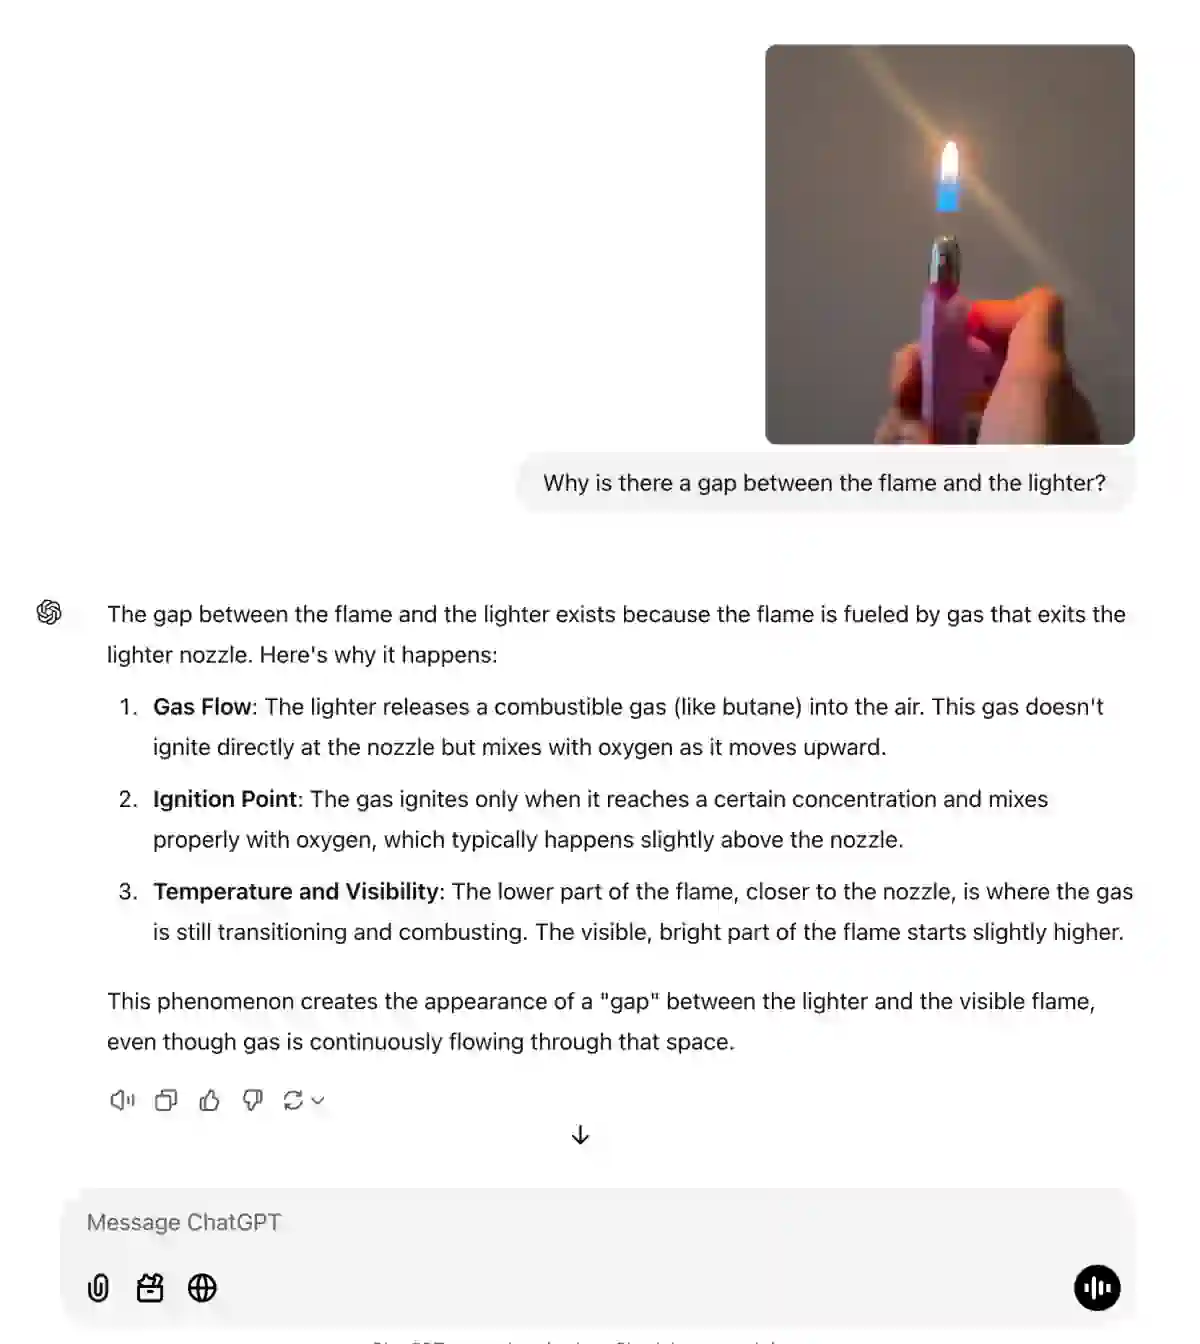 Why is there a gap between the flame and the lighter?
The gap between the flame and the lighter exists because the flame is fueled by gas that exits the
lighter nozzle. Here's why it happens:
1. Gas Flow: The lighter releases a combustible gas (like butane) into the air. This gas doesn't
ignite directly at the nozzle but mixes with oxygen as it moves upward.
2. Ignition Point: The gas ignites only when it reaches a certain concentration and mixes
properly with oxygen, which typically happens slightly above the nozzle.
3. Temperature and Visibility: The lower part of the flame, closer to the nozzle, is where the gas
is still transitioning and combusting. The visible, bright part of the flame starts slightly higher.
This phenomenon creates the appearance of a "gap" between the lighter and the visible flame,
even though gas is continuously flowing through that space.
Message ChatGPT